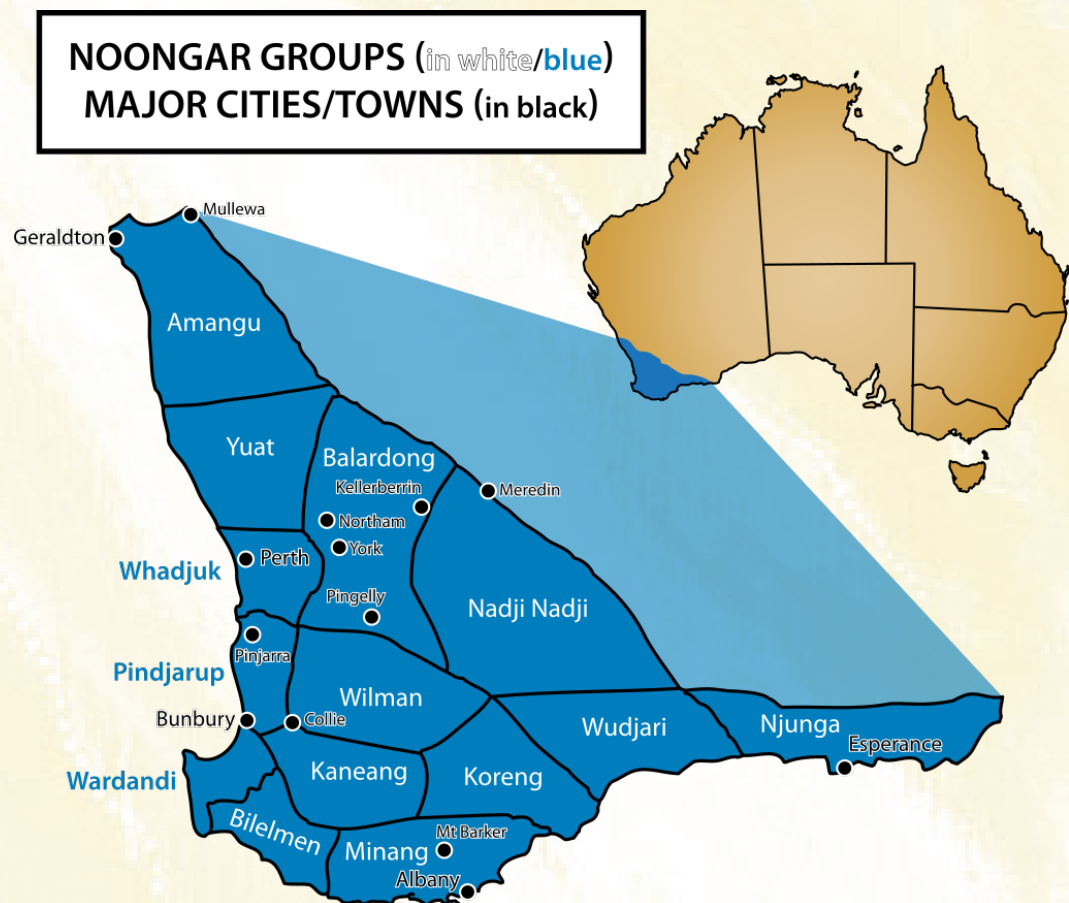 NOONGAR GROUPS (in white/blue)
MAJOR CITIES/TOWNS (in black)
Mullewa
Geraldton
Amangu
Yuat
Balardong
Kellerberrin
Meredin
Northam
York
Perth
Whadjuk
Pingelly
Nadji Nadji
Pinjarra
Pindjarup
Wilman
Bunbury
Collie
Wudjari
Njunga
Esperance
Wardandi
Kaneang
Koreng
Bilelmen
Mt Barker
Minang
Albany